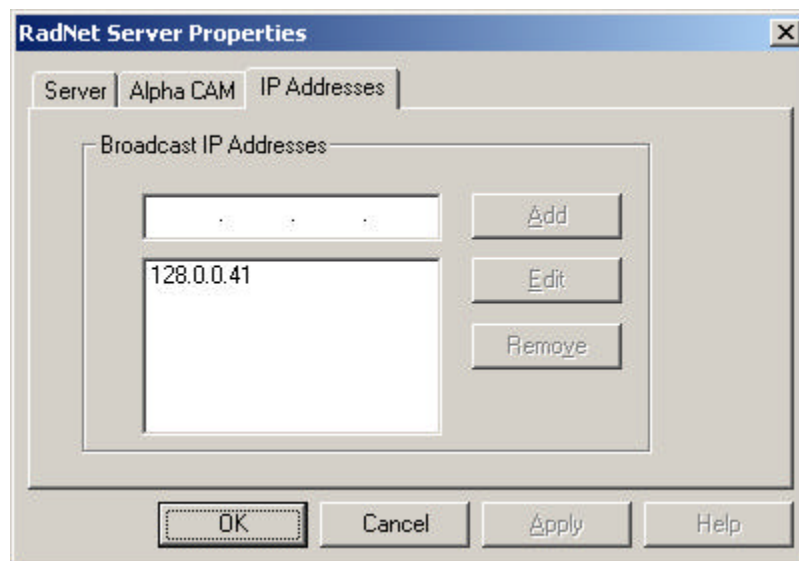 RadNet Server Properties
Server Alpha CAM IP Addresses
Broadcast IP Addresses
. . .
Add
128.0.0.41
Edit
Remove
OK Cancel Apply Help